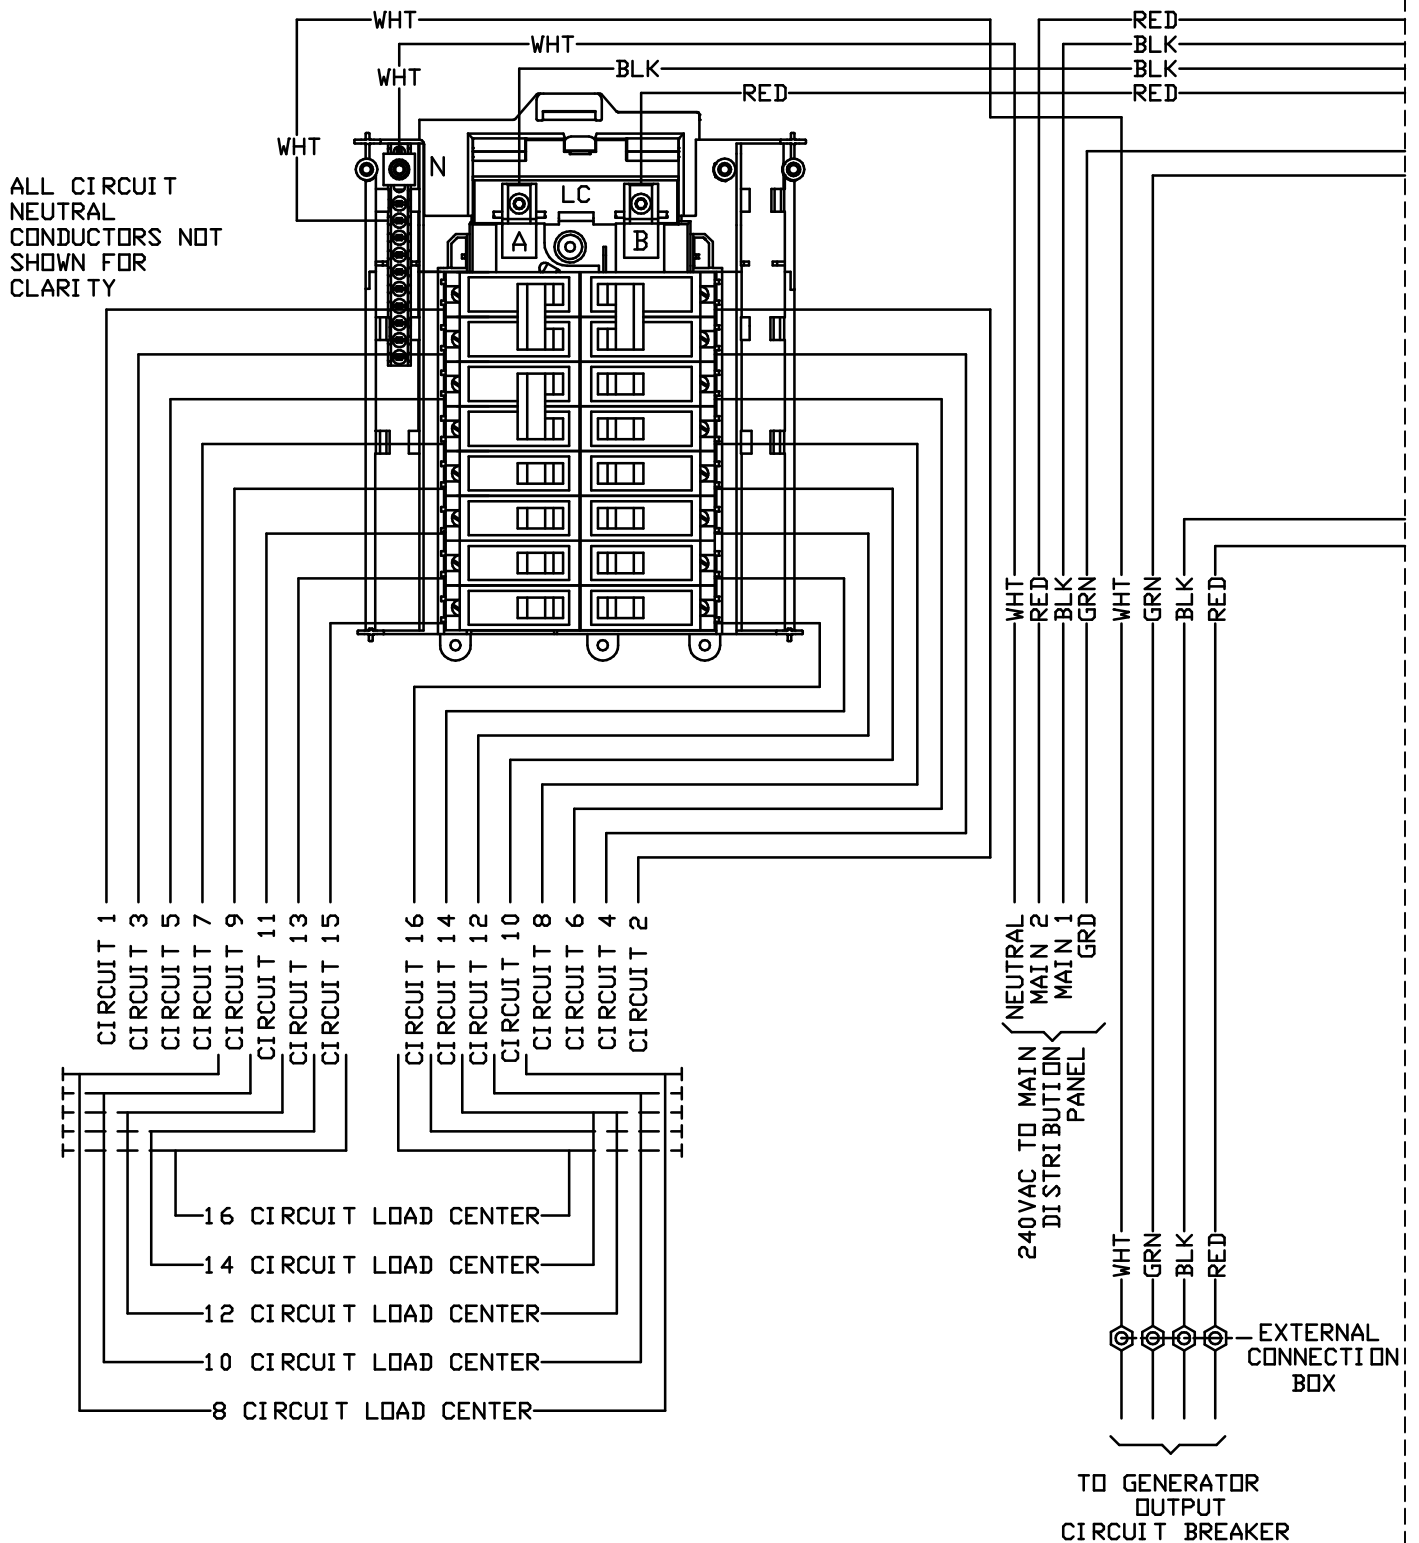 WHT
RED
WHT
BLK
BLK
BLK
WHT
RED
RED
WHT
N
ALL CIRCUIT
NEUTRAL
CONDUCTORS NOT
SHOWN FOR
CLARITY
LC
A
B
WHT
RED
BLK
GRN
WHT
GRN
BLK
RED
CIRCUIT 1
CIRCUIT 3
CIRCUIT 5
CIRCUIT 7
CIRCUIT 9
CIRCUIT 11
CIRCUIT 13
CIRCUIT 15
CIRCUIT 16
CIRCUIT 14
CIRCUIT 12
CIRCUIT 10
CIRCUIT 8
CIRCUIT 6
CIRCUIT 4
CIRCUIT 2
NEUTRAL
MAIN 2
MAIN 1
GRD
240VAC TO MAIN
DISTRIBUTION
PANEL
16 CIRCUIT LOAD CENTER
14 CIRCUIT LOAD CENTER
12 CIRCUIT LOAD CENTER
10 CIRCUIT LOAD CENTER
8 CIRCUIT LOAD CENTER
WHT
GRN
BLK
RED
EXTERNAL
CONNECTION
BOX
TO GENERATOR
OUTPUT
CIRCUIT BREAKER